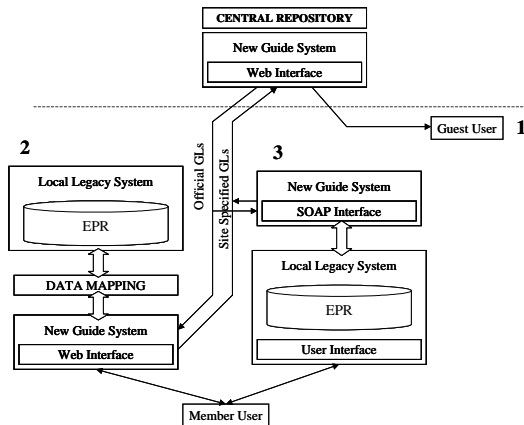 CENTRAL REPOSITORY
New Guide System
Web Interface
Guest User
1
2
Local Legacy System
EPR
DATA MAPPING
New Guide System
Web Interface
Official GLs
Site Specified GLs
3
New Guide System
SOAP Interface
Local Legacy System
EPR
User Interface
Member User